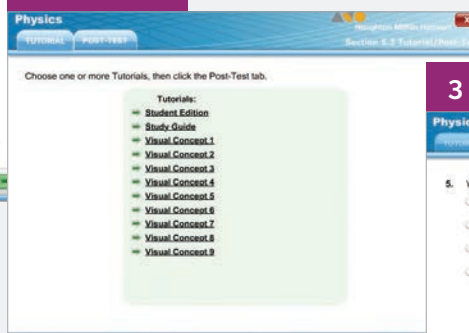 Physics
Houghton Mifflin Harcourt
TUTORIAL POST-TEST
Section 5.2 Tutorial/Post-Test
Choose one or more Tutorials, then click the Post-Test tab.
Tutorials:
Student Edition
Study Guide
Visual Concept 1
Visual Concept 2
Visual Concept 3
Visual Concept 4
Visual Concept 5
Visual Concept 6
Visual Concept 7
Visual Concept 8
Visual Concept 9
3
5.